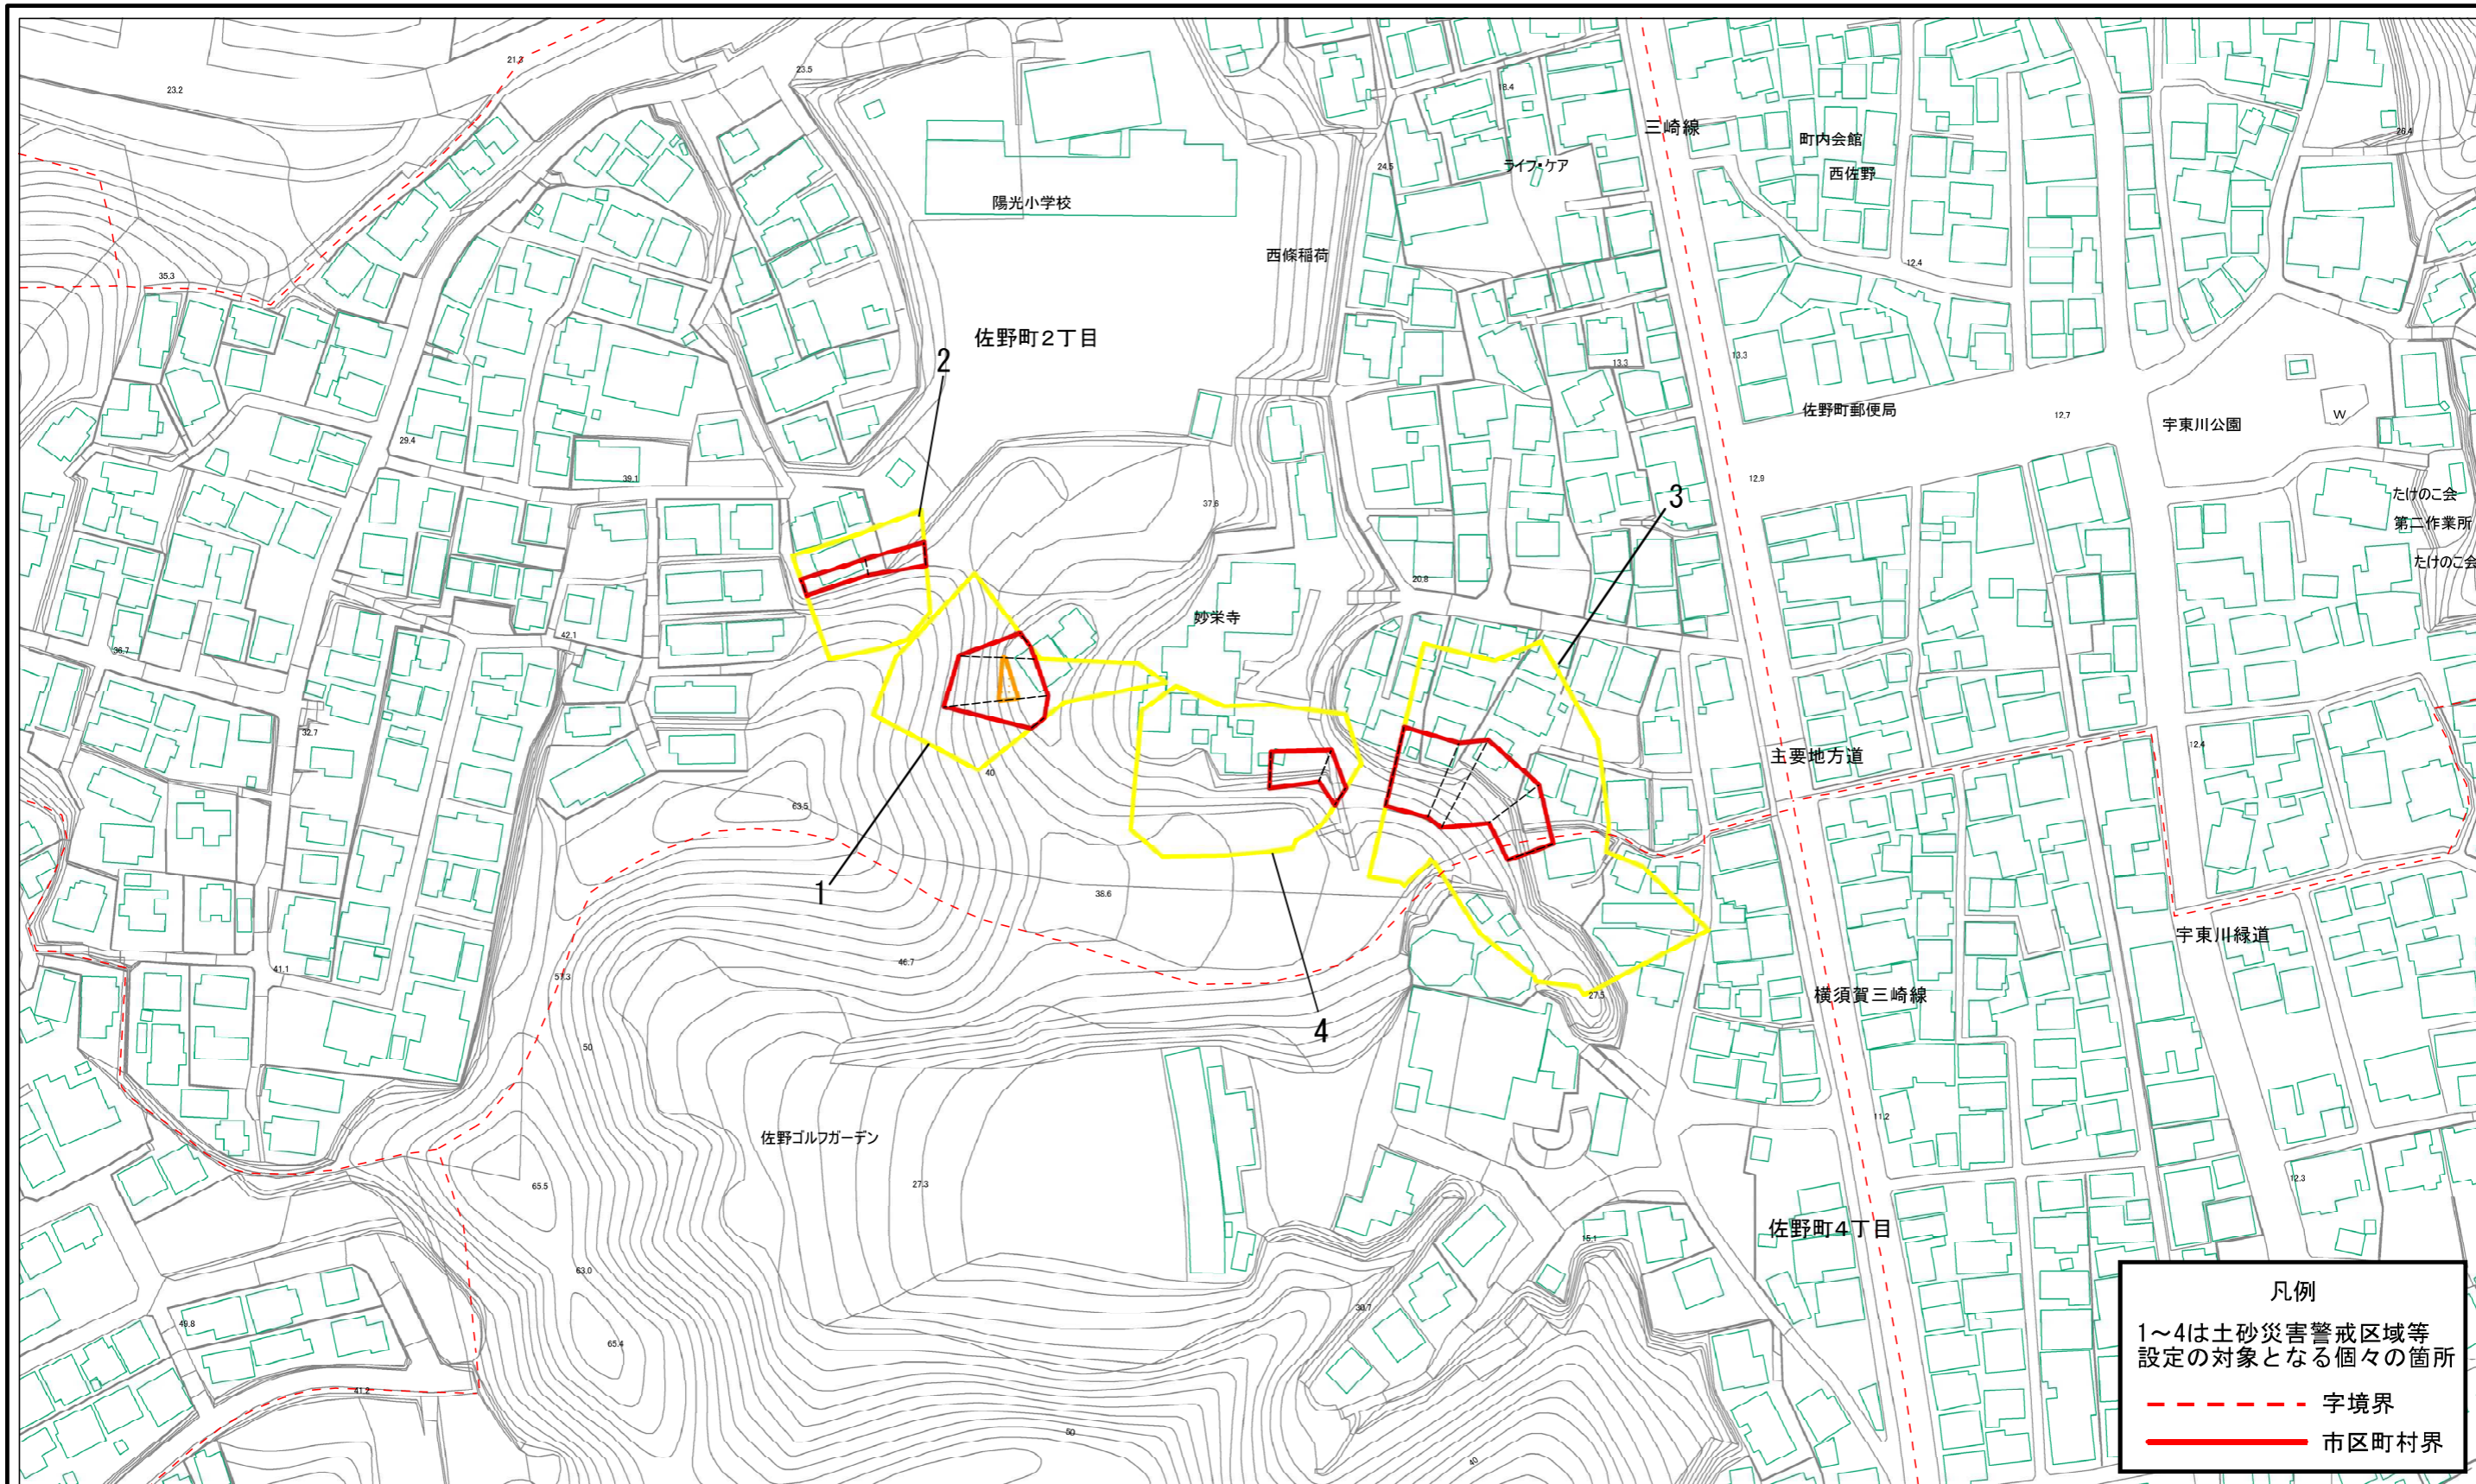 21.3
23.2
23.5
18.4
三崎線
町内会館
26.4
ライフ・ケア
24.5
西佐野
陽光小学校
西條稲荷
12.4
35.3
佐野町2丁目
2
13.3
13.3
佐野町郵便局
12.7
W
宇東川公園
29.4
39.1
12.9
37.6
3
たけのこ会
第二作業所
たけのこ会
20.8
妙栄寺
42.1
36.7
32.7
12.4
主要地方道
40
63.5
1
38.6
宇東川緑道
46.7
41.1
51.3
横須賀三崎線
27.5
4
50
11.2
佐野ゴルフガーデン
27.3
65.5
12.3
佐野町4丁目
15.1
63.0
49.8
65.4
41.2
50
40
凡例
1~4は土砂災害警戒区域等
設定の対象となる個々の箇所
字境界
市区町村界